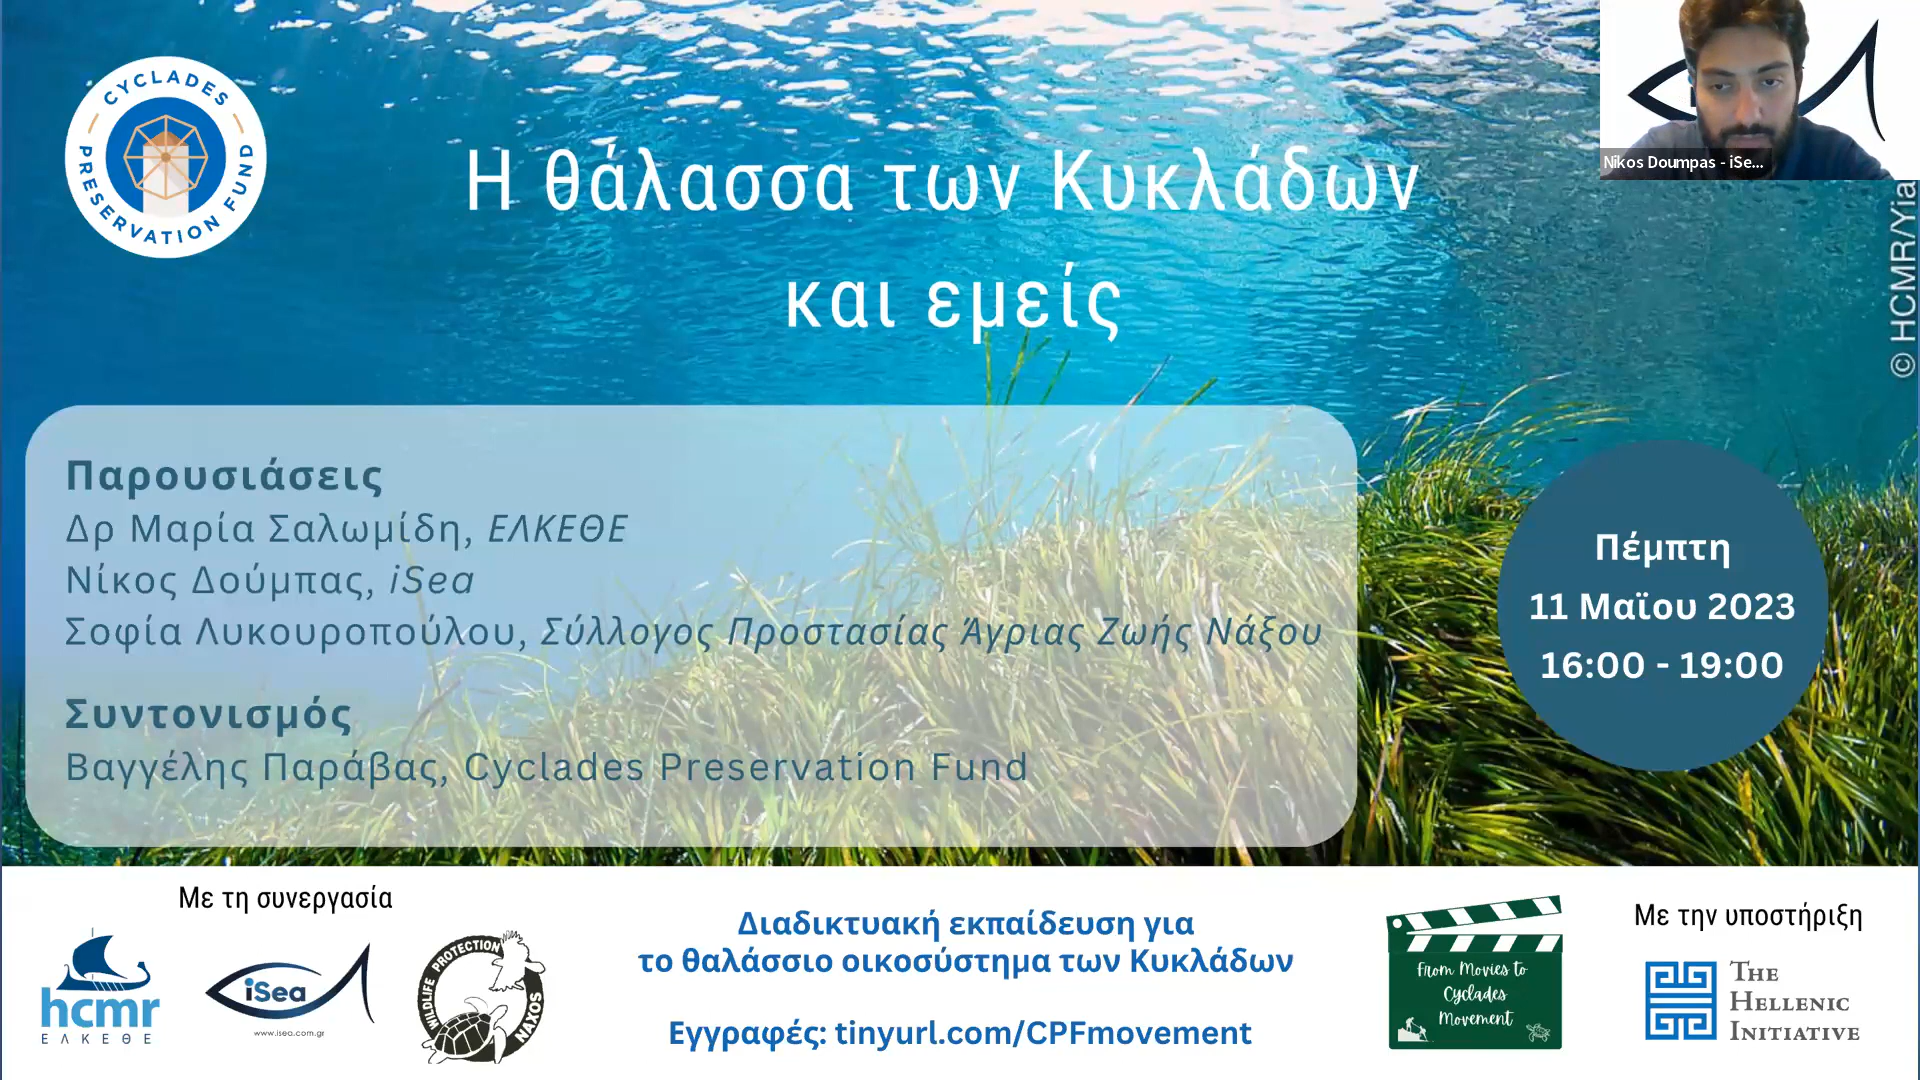 CYCLADES PRESERVATION FUND
Η θάλασσα των Κυκλάδων
και εμείς
Nikos Doumpas - iSe...
© HCMR/Yia
Παρουσιάσεις
Δρ Μαρία Σαλωμίδη, ΕΛΚΕΘΕ
Νίκος Δούμπας, iSea
Σοφία Λυκουροπούλου, Σύλλογος Προστασίας Άγριας Ζωής Νάξου
Συντονισμός
Βαγγέλης Παράβας, Cyclades Preservation Fund
Πέμπτη
11 Μαϊου 2023
16:00 - 19:00
Με τη συνεργασία
hcmr
ΕΛΚΕΘΕ
iSea
www.isea.com.gr
WILDLIFE PROTECTION NAXOS
Διαδικτυακή εκπαίδευση για
το θαλάσσιο οικοσύστημα των Κυκλάδων
Εγγραφές: tinyurl.com/CPFmovement
From Movies to
Cyclades
Movement
Με την υποστήριξη
THE
HELLENIC
INITIATIVE